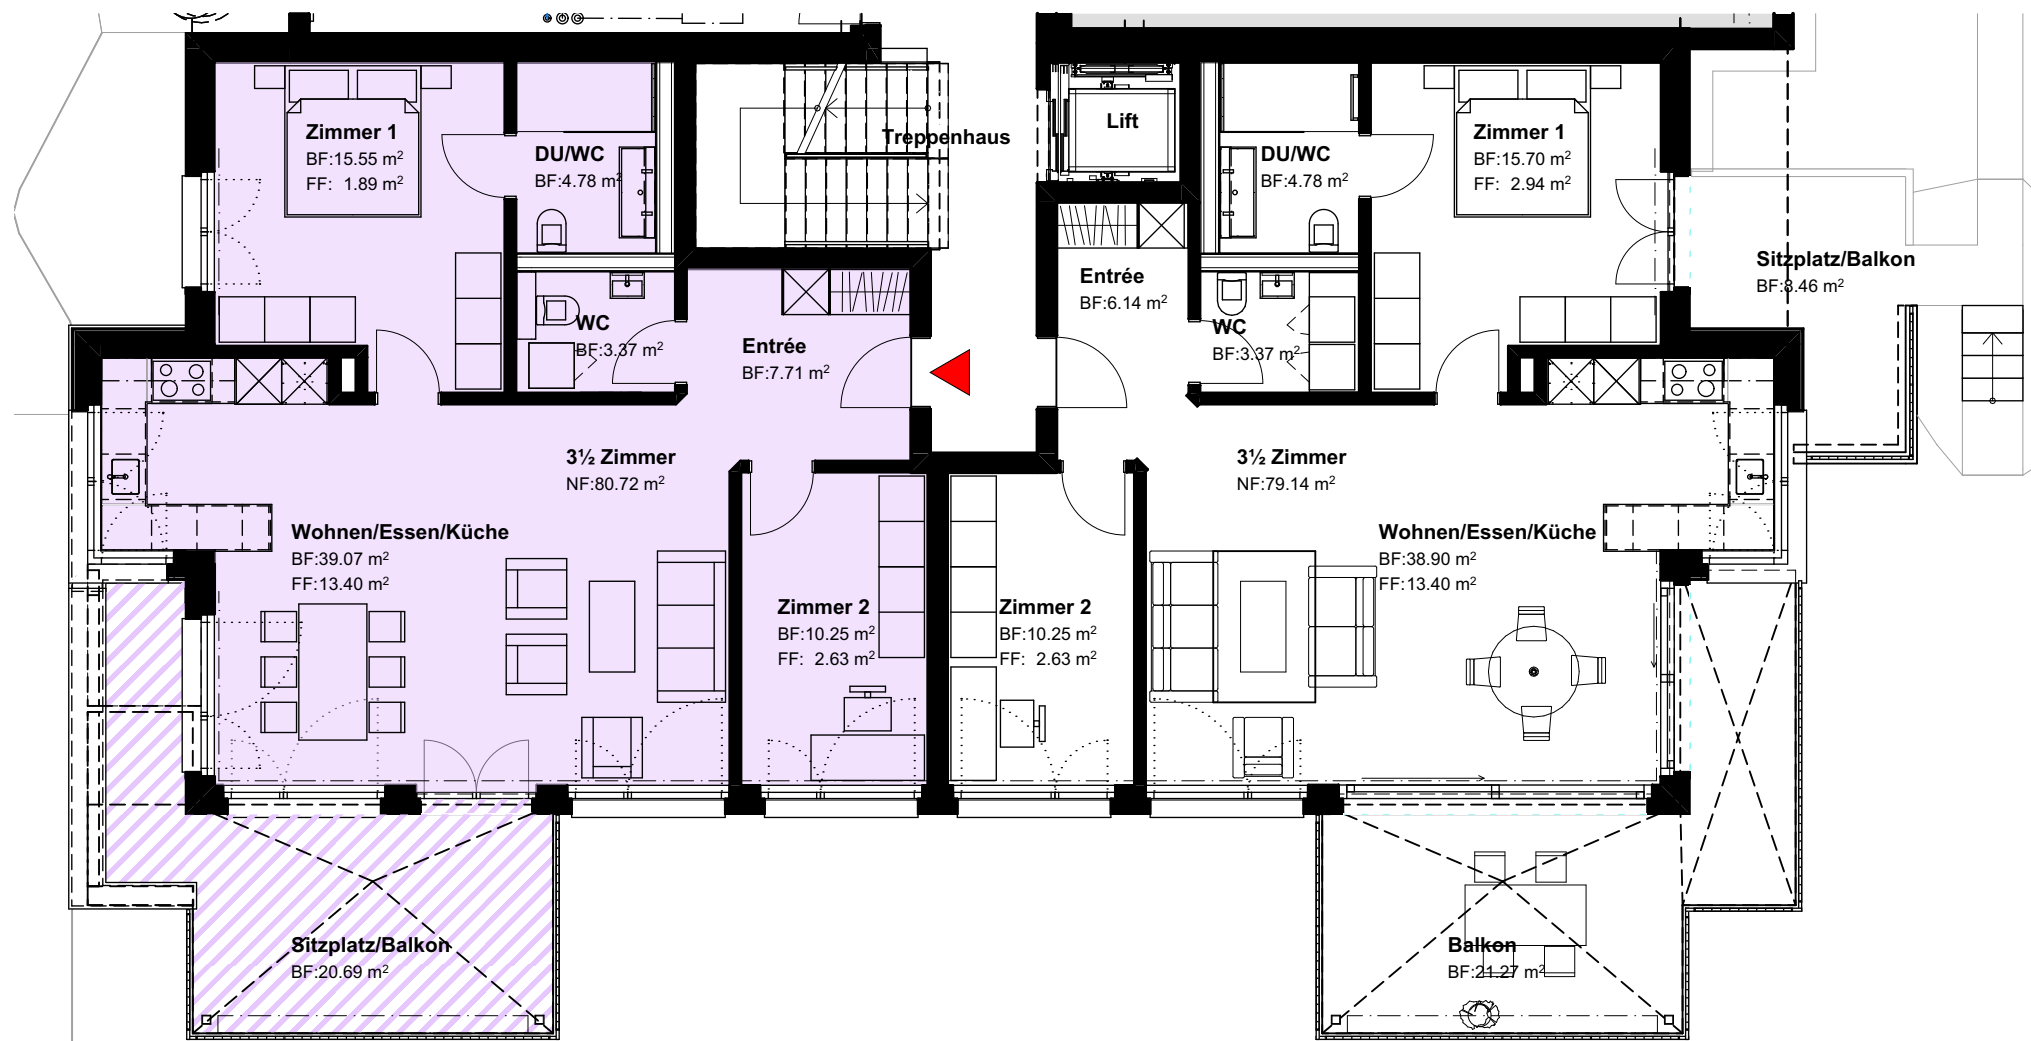 Zimmer 1
BF:15.55 m²
FF: 1.89 m²
DU/WC
BF:4.78 m²
Treppenhaus
Lift
DU/WC
BF:4.78 m²
Zimmer 1
BF:15.70 m²
FF: 2.94 m²
Sitzplatz/Balkon
BF:8.46 m²
Entrée
BF:6.14 m²
WC
BF:3.37 m²
Entrée
BF:7.71 m²
WC
BF:3.37 m²
3½ Zimmer
NF:80.72 m²
3½ Zimmer
NF:79.14 m²
Wohnen/Essen/Küche
BF:39.07 m²
FF:13.40 m²
Wohnen/Essen/Küche
BF:38.90 m²
FF:13.40 m²
Zimmer 2
BF:10.25 m²
FF: 2.63 m²
Zimmer 2
BF:10.25 m²
FF: 2.63 m²
Sitzplatz/Balkon
BF:20.69 m²
Balkon
BF:21.27 m²